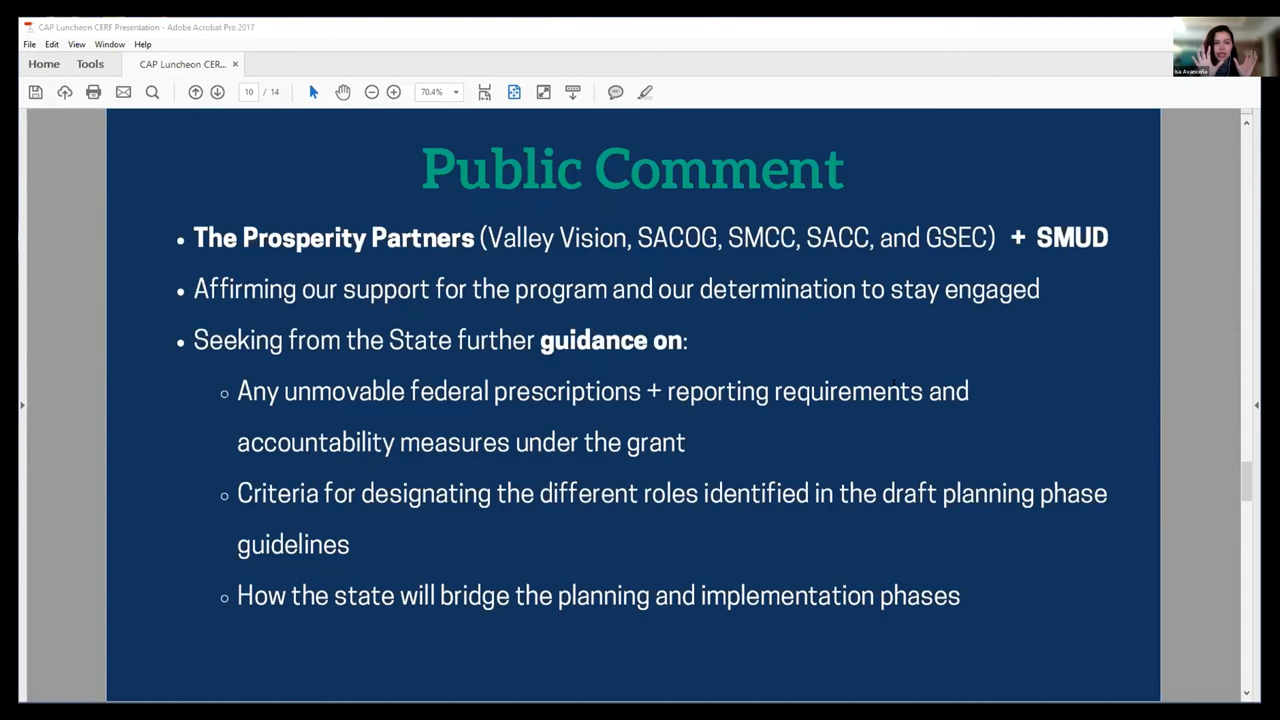 CAP Luncheon CERF Presentation - Adobe Acrobat Pro 2017
File Edit View Window Help
Home Tools CAP Luncheon CER... ×
10 / 14 70.4%
Isa Avanceña
Public Comment
• The Prosperity Partners (Valley Vision, SACOG, SMCC, SACC, and GSEC) + SMUD
• Affirming our support for the program and our determination to stay engaged
• Seeking from the State further guidance on:
◦ Any unmovable federal prescriptions + reporting requirements and
accountability measures under the grant
◦ Criteria for designating the different roles identified in the draft planning phase
guidelines
◦ How the state will bridge the planning and implementation phases